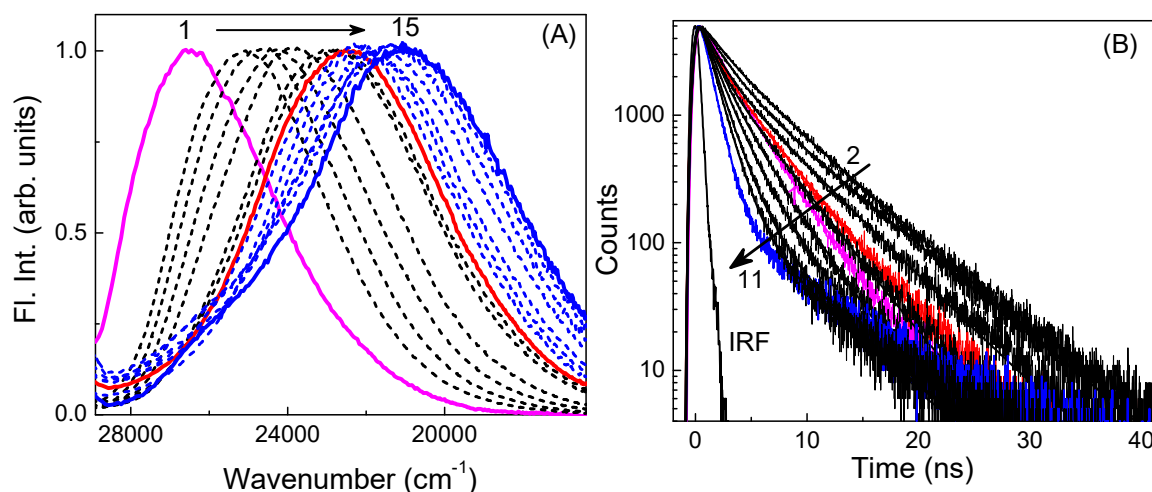 1 15 (A)
1.0
0.5
0.0
Fl. Int. (arb. units)
28000 24000 20000
Wavenumber (cm⁻¹)
(B)
1000
100
10
Counts
2
11
IRF
0 10 20 30 40
Time (ns)